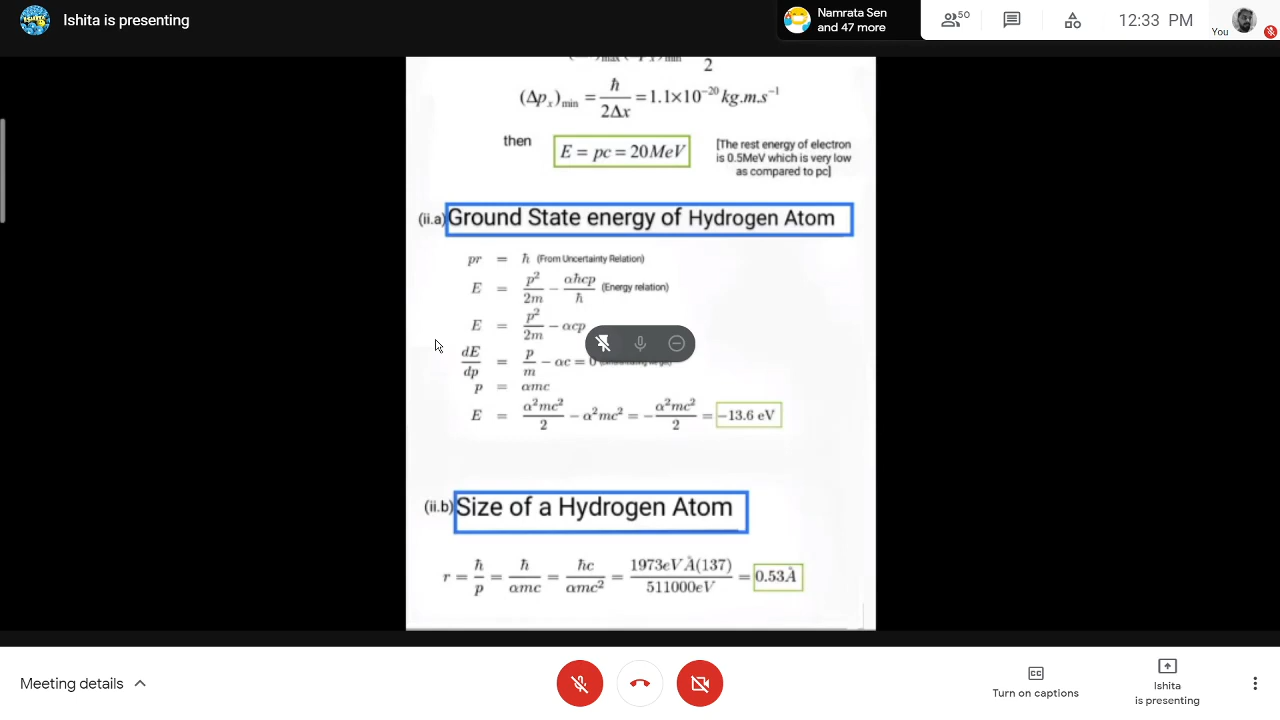 Ishita is presenting
Namrata Sen
and 47 more
50
12:33 PM
You
2
(Δpₓ)min = ħ/2Δx = 1.1×10⁻²⁰ kg.m.s⁻¹
then
E = pc = 20MeV
[The rest energy of electron
is 0.5MeV which is very low
as compared to pc]
(ii.a) Ground State energy of Hydrogen Atom
pr = ħ (From Uncertainty Relation)
E = p²/2m − αħcp/ħ (Energy relation)
E = p²/2m − αcp
dE/dp = p/m − αc = 0
p = αmc
E = α²mc²/2 − α²mc² = − α²mc²/2 = −13.6 eV
(ii.b) Size of a Hydrogen Atom
r = ħ/p = ħ/αmc = ħc/αmc² = 1973eVÅ(137)/511000eV = 0.53Å
Meeting details
CC
Turn on captions
Ishita
is presenting